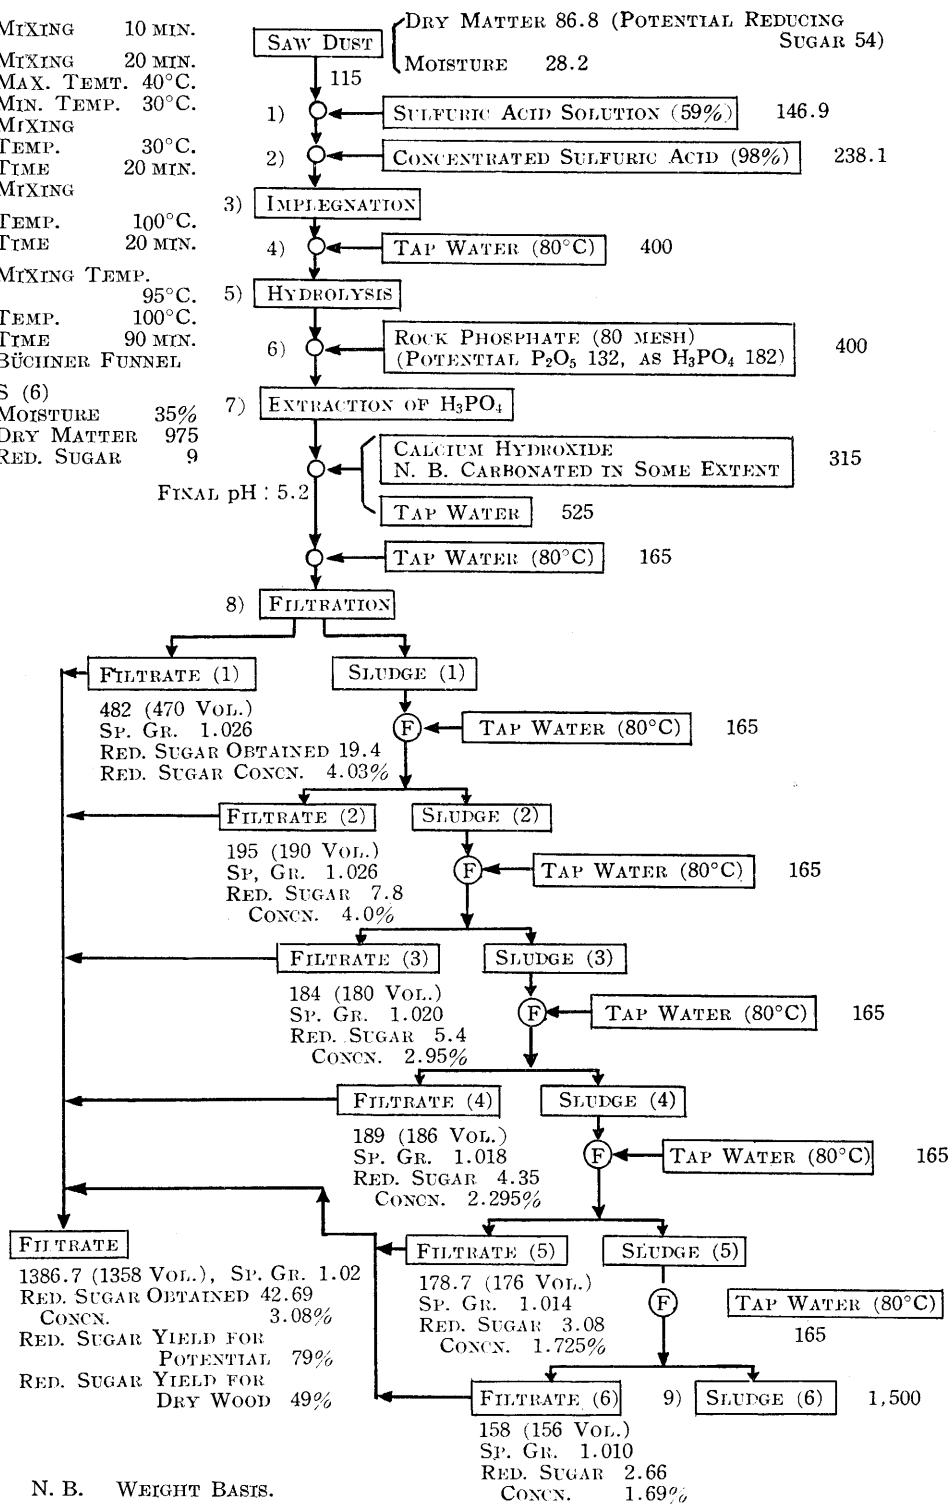 MIXING 10 MIN.
MIXING 20 MIN.
MAX. TEMT. 40°C.
MIN. TEMP. 30°C.
MIXING
TEMP. 30°C.
TIME 20 MIN.
MIXING
TEMP. 100°C.
TIME 20 MIN.
MIXING TEMP.
95°C.
TEMP. 100°C.
TIME 90 MIN.
BÜCHNER FUNNEL
S (6)
MOISTURE 35%
DRY MATTER 975
RED. SUGAR 9
SAW DUST
DRY MATTER 86.8 (POTENTIAL REDUCING
SUGAR 54)
MOISTURE 28.2
115
1) SULFURIC ACID SOLUTION (59%) 146.9
2) CONCENTRATED SULFURIC ACID (98%) 238.1
3) IMPLEGNATION
4) TAP WATER (80°C) 400
5) HYDROLYSIS
6) ROCK PHOSPHATE (80 MESH)
(POTENTIAL P₂O₅ 132, AS H₃PO₄ 182) 400
7) EXTRACTION OF H₃PO₄
CALCIUM HYDROXIDE
N. B. CARBONATED IN SOME EXTENT 315
FINAL pH : 5.2
TAP WATER 525
TAP WATER (80°C) 165
8) FILTRATION
FILTRATE (1) SLUDGE (1)
482 (470 VOL.)
SP. GR. 1.026
RED. SUGAR OBTAINED 19.4
RED. SUGAR CONCN. 4.03%
F TAP WATER (80°C) 165
FILTRATE (2) SLUDGE (2)
195 (190 VOL.)
SP, GR. 1.026
RED. SUGAR 7.8
CONCN. 4.0%
F TAP WATER (80°C) 165
FILTRATE (3) SLUDGE (3)
184 (180 VOL.)
SP. GR. 1.020
RED. SUGAR 5.4
CONCN. 2.95%
F TAP WATER (80°C) 165
FILTRATE (4) SLUDGE (4)
189 (186 VOL.)
SP. GR. 1.018
RED. SUGAR 4.35
CONCN. 2.295%
F TAP WATER (80°C) 165
FILTRATE
1386.7 (1358 VOL.), SP. GR. 1.02
RED. SUGAR OBTAINED 42.69
CONCN. 3.08%
RED. SUGAR YIELD FOR
POTENTIAL 79%
RED. SUGAR YIELD FOR
DRY WOOD 49%
FILTRATE (5) SLUDGE (5)
178.7 (176 VOL.)
SP. GR. 1.014
RED. SUGAR 3.08
CONCN. 1.725%
F TAP WATER (80°C)
165
FILTRATE (6) 9) SLUDGE (6) 1,500
158 (156 VOL.)
SP. GR. 1.010
RED. SUGAR 2.66
CONCN. 1.69%
N. B. WEIGHT BASIS.